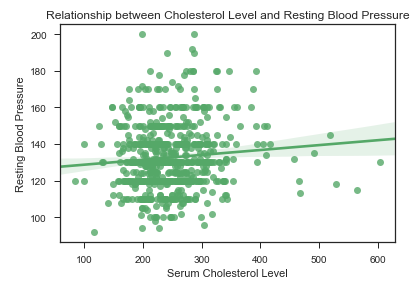 Relationship between Cholesterol Level and Resting Blood Pressure
200
180
160
140
120
100
Resting Blood Pressure
100 200 300 400 500 600
Serum Cholesterol Level